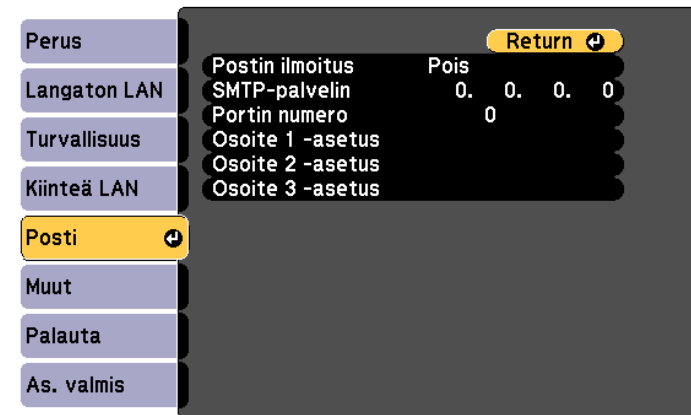 Perus
Langaton LAN
Turvallisuus
Kiinteä LAN
Posti
Muut
Palauta
As. valmis
Return
Postin ilmoitus Pois
SMTP-palvelin 0. 0. 0. 0
Portin numero 0
Osoite 1 -asetus
Osoite 2 -asetus
Osoite 3 -asetus